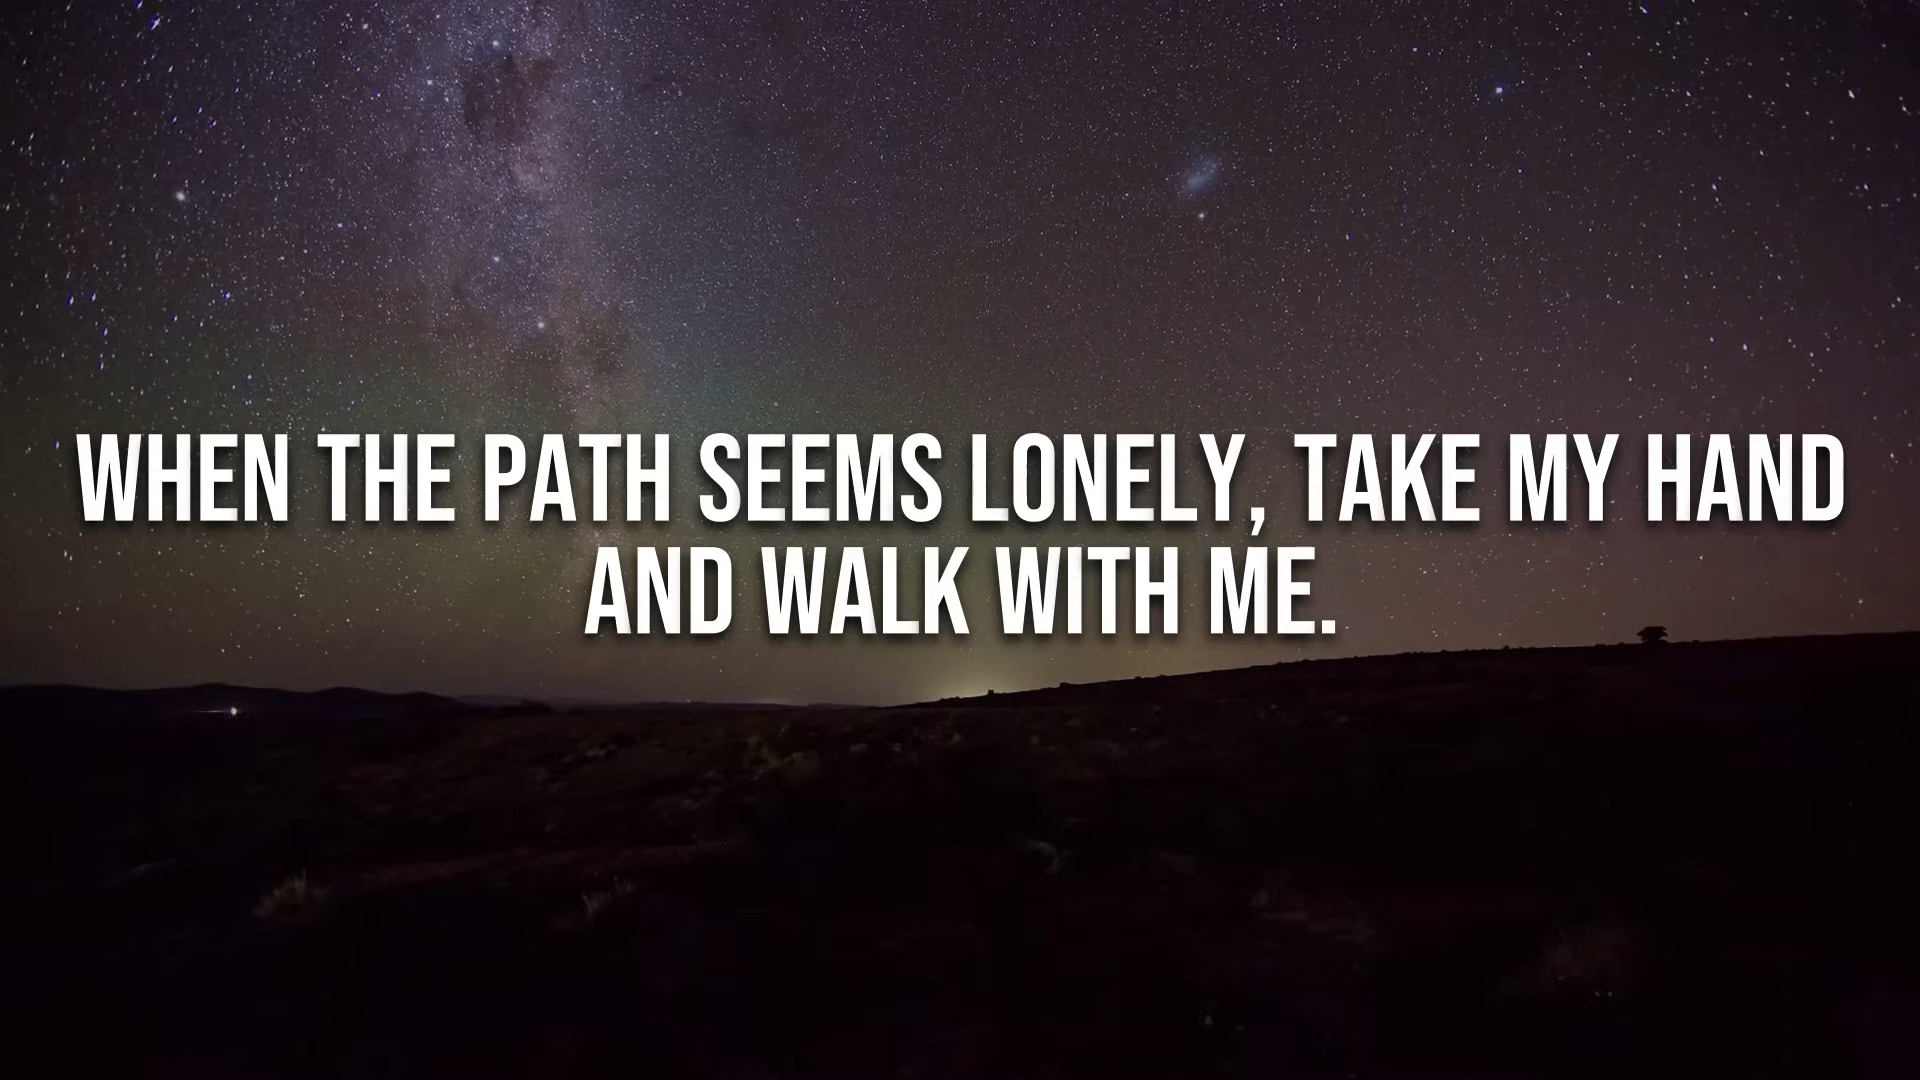 WHEN THE PATH SEEMS LONELY, TAKE MY HAND
AND WALK WITH ME.